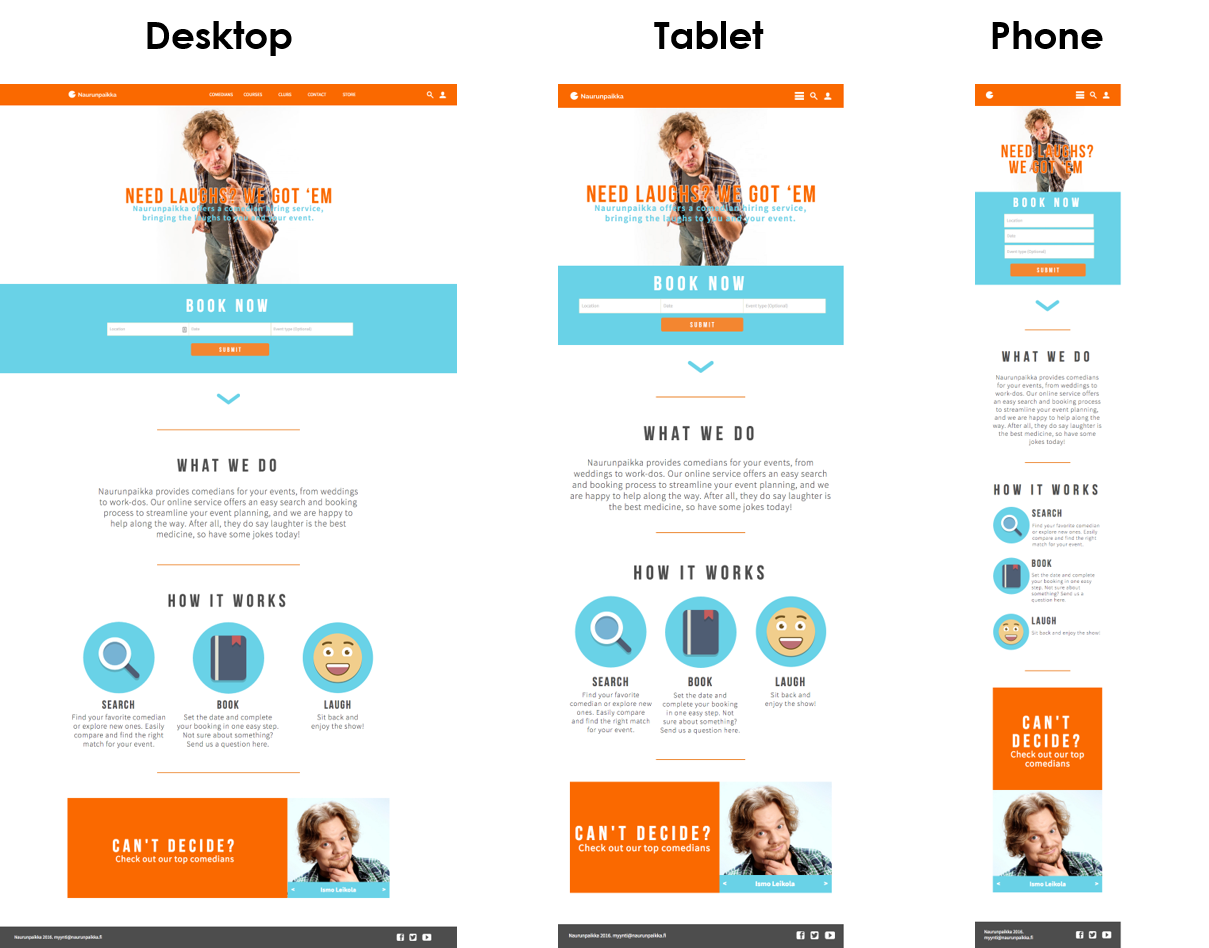 Desktop
Tablet
Phone
Naurunpaikka
COMEDIANS
COURSES
CLUBS
CONTACT
STORE
NEED LAUGHS? WE GOT ‘EM
Naurunpaikka offers a comedian hiring service,
bringing the laughs to you and your event.
BOOK NOW
Location
Date
Event type (Optional)
SUBMIT
WHAT WE DO
Naurunpaikka provides comedians for your events, from weddings
to work-dos. Our online service offers an easy search and booking
process to streamline your event planning, and we are happy to
help along the way. After all, they do say laughter is the best
medicine, so have some jokes today!
HOW IT WORKS
SEARCH
Find your favorite comedian
or explore new ones. Easily
compare and find the right
match for your event.
BOOK
Set the date and complete
your booking in one easy step.
Not sure about something?
Send us a question here.
LAUGH
Sit back and
enjoy the show!
CAN'T DECIDE?
Check out our top comedians
< Ismo Leikola >
Naurunpaikka 2016. myynti@naurunpaikka.fi
Naurunpaikka
NEED LAUGHS? WE GOT ‘EM
Naurunpaikka offers a comedian hiring service,
bringing the laughs to you and your event.
BOOK NOW
Location
Date
Event type (Optional)
SUBMIT
WHAT WE DO
Naurunpaikka provides comedians for your events, from
weddings to work-dos. Our online service offers an easy search
and booking process to streamline your event planning, and we
are happy to help along the way. After all, they do say laughter is
the best medicine, so have some jokes today!
HOW IT WORKS
SEARCH
Find your favorite
comedian or explore new
ones. Easily compare
and find the right match
for your event.
BOOK
Set the date and
complete your booking
in one easy step. Not
sure about something?
Send us a question here.
LAUGH
Sit back and
enjoy the show!
CAN'T DECIDE?
Check out our top comedians
< Ismo Leikola >
Naurunpaikka 2016. myynti@naurunpaikka.fi
NEED LAUGHS?
WE GOT ‘EM
BOOK NOW
Location
Date
Event type (Optional)
SUBMIT
WHAT WE DO
Naurunpaikka provides comedians
for your events, from weddings to
work-dos. Our online service offers
an easy search and booking process
to streamline your event planning,
and we are happy to help along the
way. After all, they do say laughter is
the best medicine, so have some
jokes today!
HOW IT WORKS
SEARCH
Find your favorite comedian
or explore new ones. Easily
compare and find the right
match for your event.
BOOK
Set the date and complete
your booking in one easy
step. Not sure about
something? Send us a
question here.
LAUGH
Sit back and enjoy the show!
CAN'T
DECIDE?
Check out our top
comedians
< Ismo Leikola >
Naurunpaikka 2016.
myynti@naurunpaikka.fi